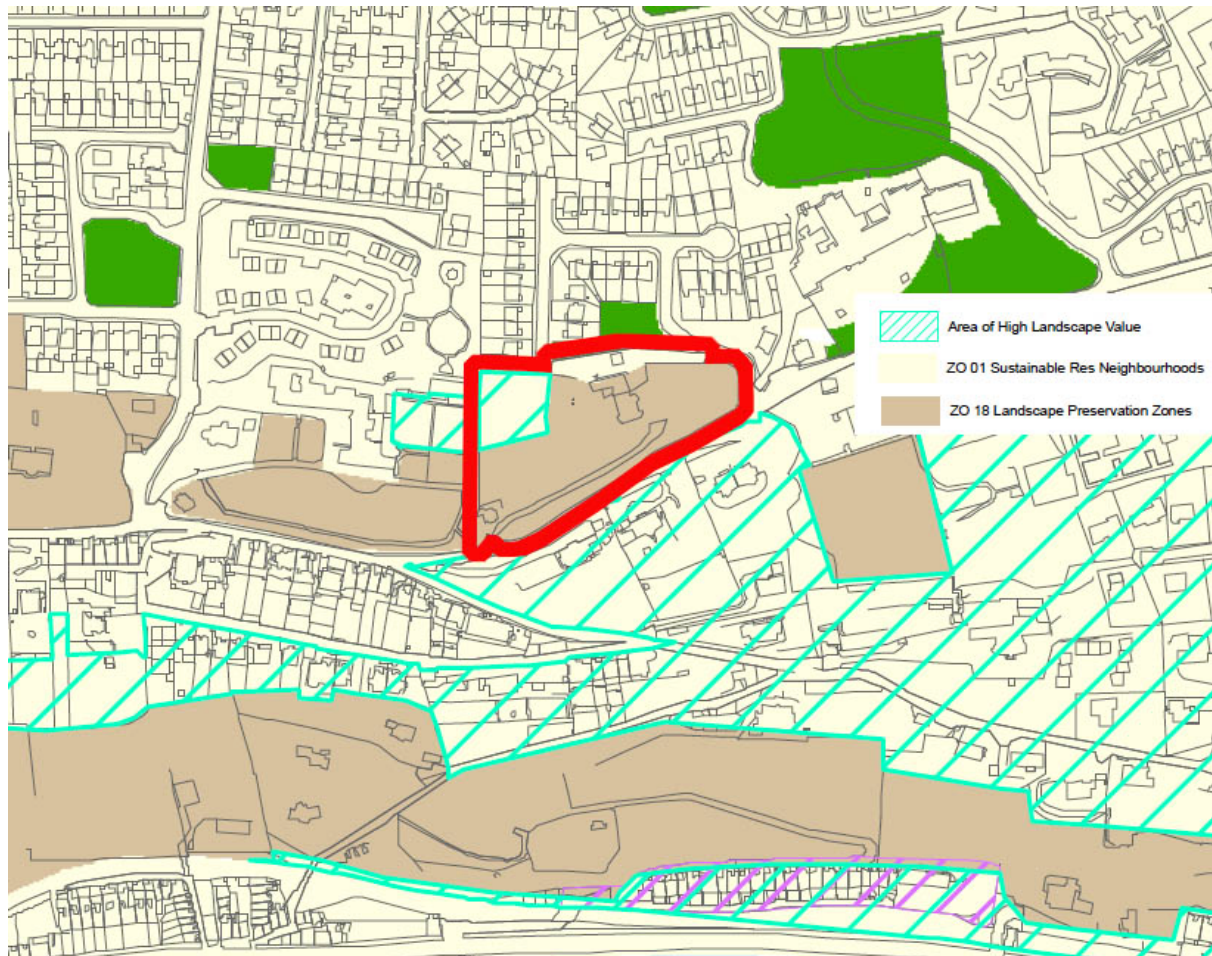 Area of High Landscape Value
ZO 01 Sustainable Res Neighbourhoods
ZO 18 Landscape Preservation Zones